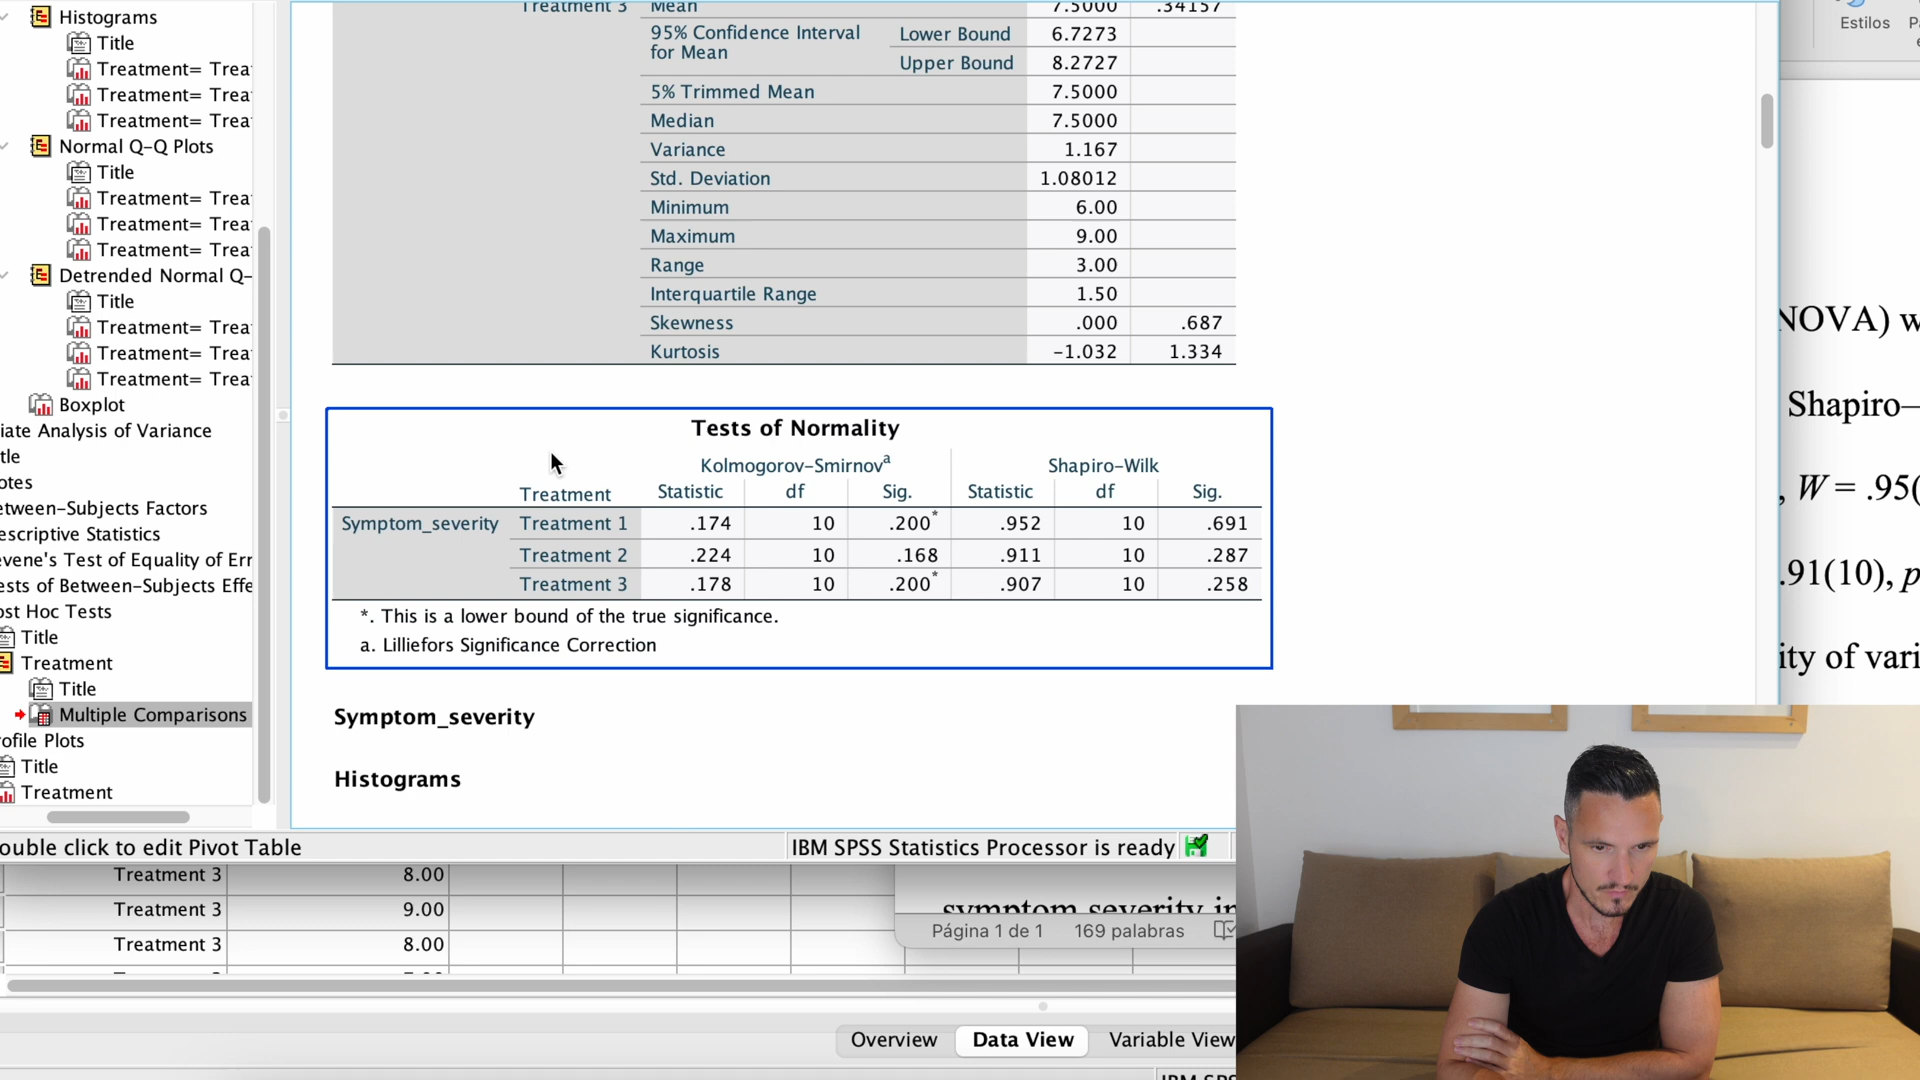 Histograms
Title
Treatment= Trea
Treatment= Trea
Treatment= Trea
Normal Q-Q Plots
Title
Treatment= Trea
Treatment= Trea
Treatment= Trea
Detrended Normal Q-
Title
Treatment= Trea
Treatment= Trea
Treatment= Trea
Boxplot
iate Analysis of Variance
tle
otes
etween-Subjects Factors
escriptive Statistics
evene's Test of Equality of Err
ests of Between-Subjects Effe
ost Hoc Tests
Title
Treatment
Title
Multiple Comparisons
rofile Plots
Title
Treatment
Treatment 3 Mean 7.5000 .34157
95% Confidence Interval for Mean Lower Bound 6.7273
Upper Bound 8.2727
5% Trimmed Mean 7.5000
Median 7.5000
Variance 1.167
Std. Deviation 1.08012
Minimum 6.00
Maximum 9.00
Range 3.00
Interquartile Range 1.50
Skewness .000 .687
Kurtosis -1.032 1.334
Tests of Normality
Kolmogorov-Smirnovᵃ Shapiro-Wilk
Treatment Statistic df Sig. Statistic df Sig.
Symptom_severity Treatment 1 .174 10 .200* .952 10 .691
Treatment 2 .224 10 .168 .911 10 .287
Treatment 3 .178 10 .200* .907 10 .258
*. This is a lower bound of the true significance.
a. Lilliefors Significance Correction
Symptom_severity
Histograms
ouble click to edit Pivot Table
IBM SPSS Statistics Processor is ready
Treatment 3 8.00
Treatment 3 9.00
Treatment 3 8.00
symptom severity in
Página 1 de 1 169 palabras
Overview Data View Variable View
Estilos
NOVA) w
Shapiro–
, W = .95(
.91(10), p
ity of vari